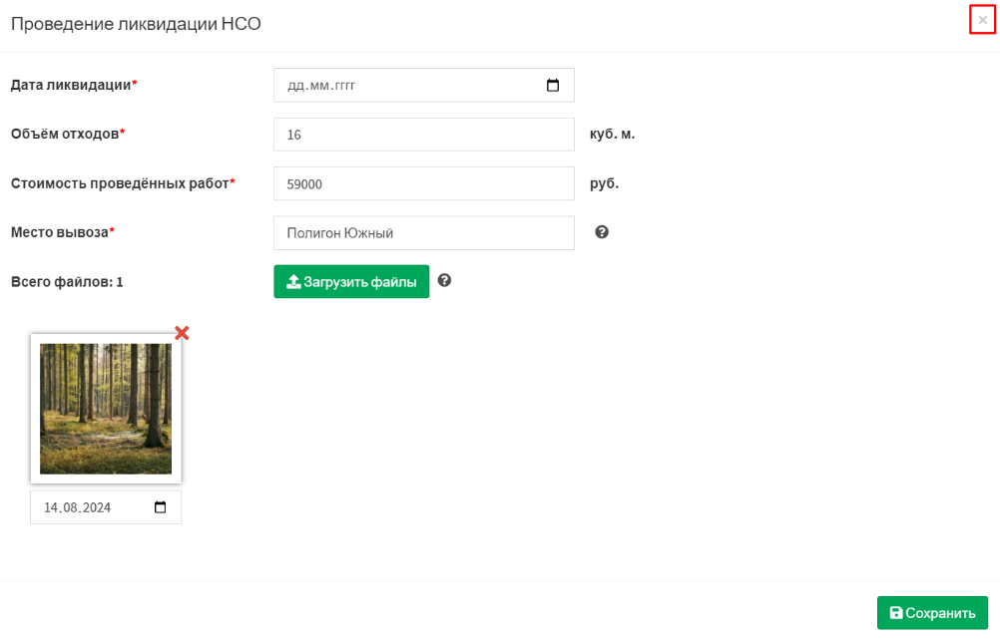 Проведение ликвидации НСО
×
Дата ликвидации*
дд.мм.гггг
Объём отходов*
16
куб. м.
Стоимость проведённых работ*
59000
руб.
Место вывоза*
Полигон Южный
?
Всего файлов: 1
Загрузить файлы
?
14.08.2024
Сохранить